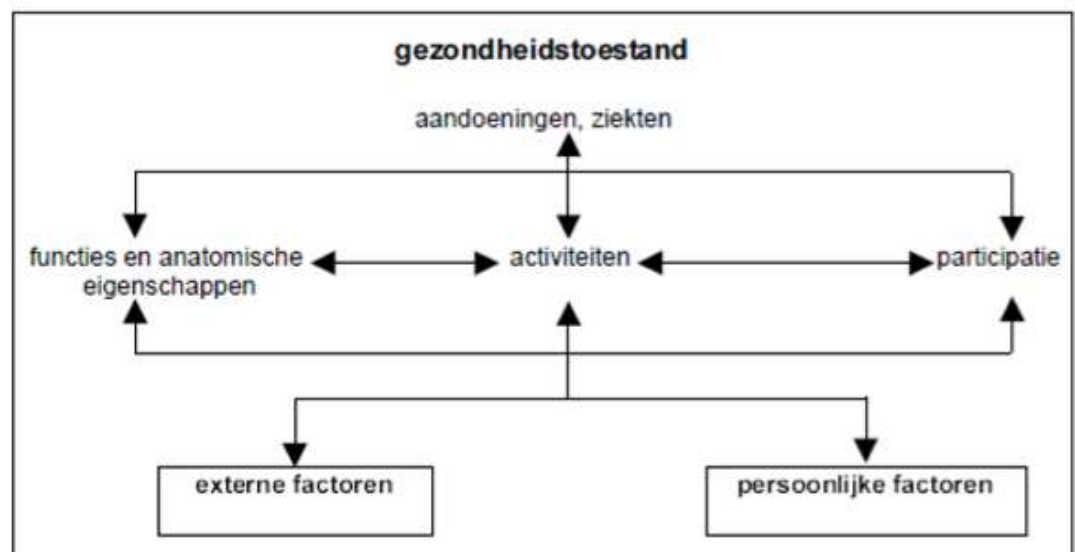 gezondheidstoestand
aandoeningen, ziekten
functies en anatomische
eigenschappen
activiteiten
participatie
externe factoren
persoonlijke factoren